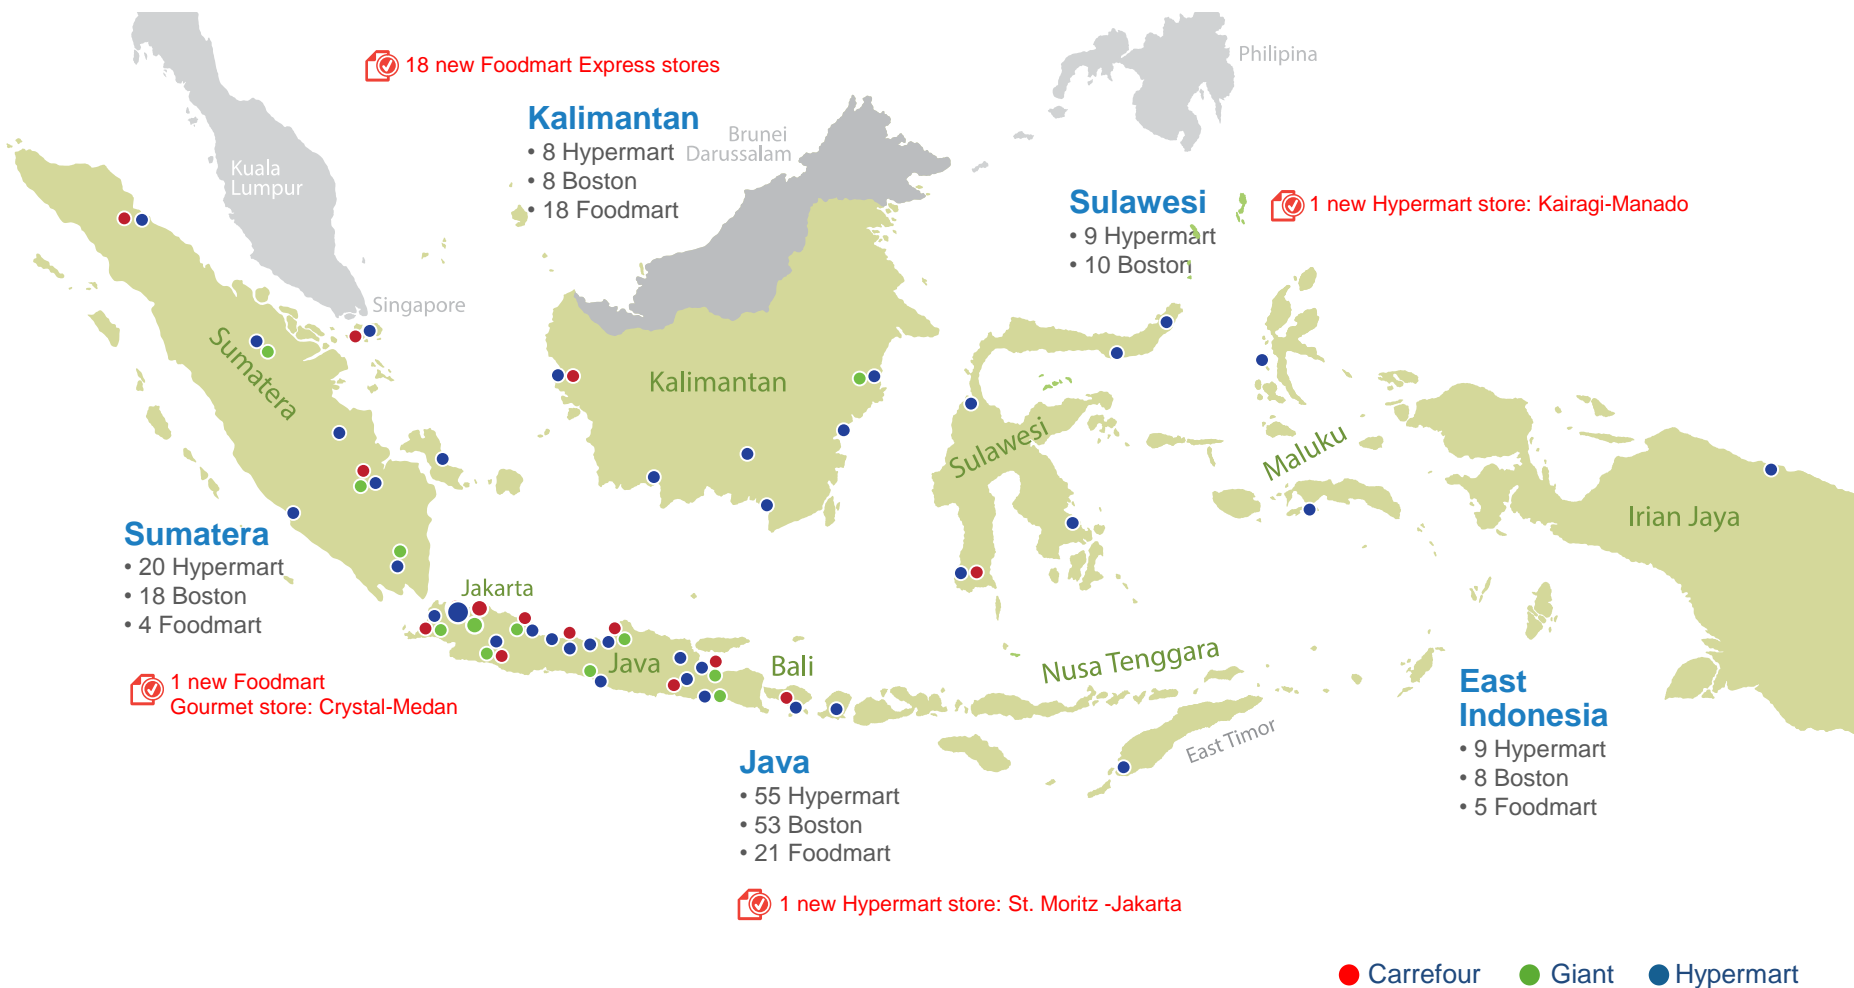 Philipina
18 new Foodmart Express stores
Kalimantan
• 8 Hypermart
• 8 Boston
• 18 Foodmart
Brunei
Darussalam
Kuala
Lumpur
Sulawesi
• 9 Hypermart
• 10 Boston
1 new Hypermart store: Kairagi-Manado
Singapore
Sumatera
Kalimantan
Sulawesi
Maluku
Irian Jaya
Sumatera
• 20 Hypermart
• 18 Boston
• 4 Foodmart
Jakarta
Java
Bali
Nusa Tenggara
East Timor
1 new Foodmart
Gourmet store: Crystal-Medan
East
Indonesia
• 9 Hypermart
• 8 Boston
• 5 Foodmart
Java
• 55 Hypermart
• 53 Boston
• 21 Foodmart
1 new Hypermart store: St. Moritz -Jakarta
Carrefour
Giant
Hypermart